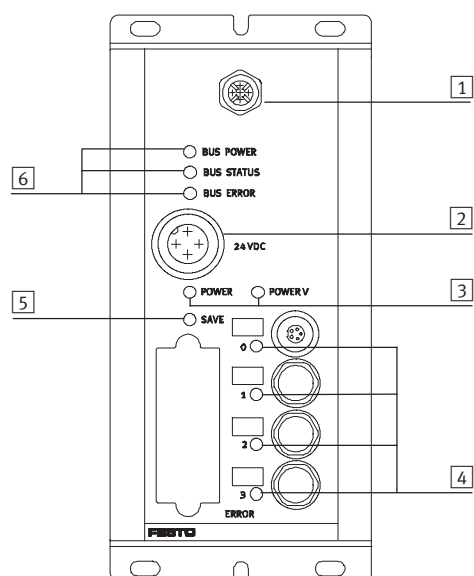 1
BUS POWER
6
BUS STATUS
BUS ERROR
2
24 VDC
3
POWER
POWER V
5
SAVE
0
1
2
4
3
ERROR
FESTO